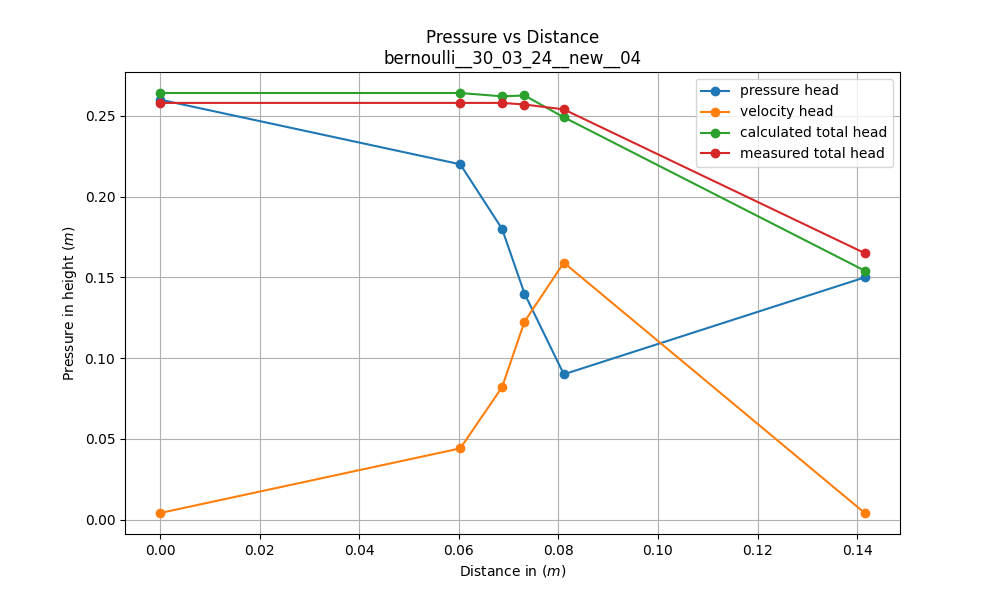 Pressure vs Distance
bernoulli__30_03_24__new__04
pressure head
velocity head
calculated total head
measured total head
Pressure in height (m)
0.25
0.20
0.15
0.10
0.05
0.00
0.00 0.02 0.04 0.06 0.08 0.10 0.12 0.14
Distance in (m)